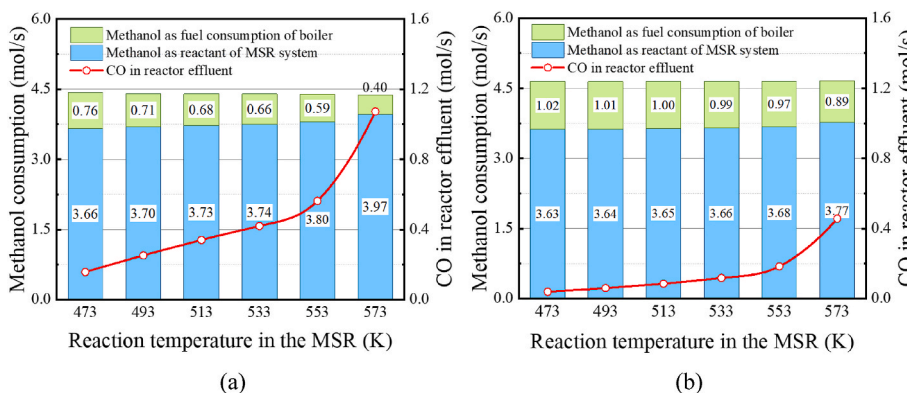 Methanol consumption (mol/s)
6.0
4.5
3.0
1.5
0.0
Methanol as fuel consumption of boiler
Methanol as reactant of MSR system
CO in reactor effluent
0.76 0.71 0.68 0.66 0.59 0.40
3.66 3.70 3.73 3.74 3.80 3.97
1.6
1.2
0.8
0.4
0.0
CO in reactor effluent (mol/s)
473 493 513 533 553 573
Reaction temperature in the MSR (K)
(a)
Methanol consumption (mol/s)
6.0
4.5
3.0
1.5
0.0
Methanol as fuel consumption of boiler
Methanol as reactant of MSR system
CO in reactor effluent
1.02 1.01 1.00 0.99 0.97 0.89
3.63 3.64 3.65 3.66 3.68 3.77
1.6
1.2
0.8
0.4
0.0
CO in reactor effluent (mol/s)
473 493 513 533 553 573
Reaction temperature in the MSR (K)
(b)